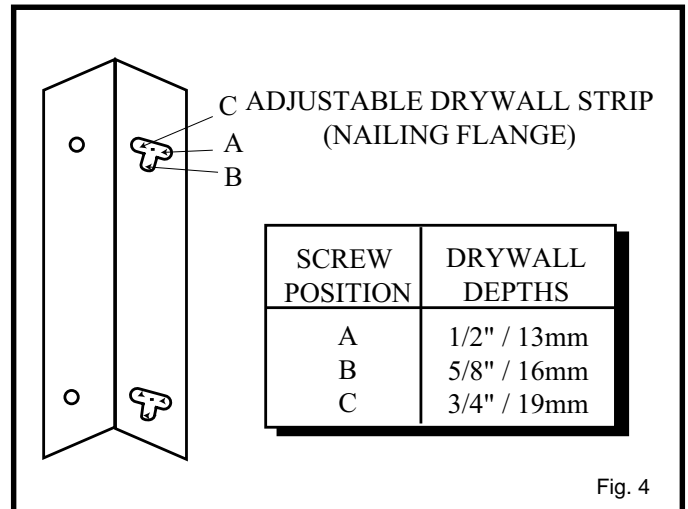 C ADJUSTABLE DRYWALL STRIP
(NAILING FLANGE)
A
B
SCREW POSITION DRYWALL DEPTHS
A 1/2" / 13mm
B 5/8" / 16mm
C 3/4" / 19mm
Fig. 4